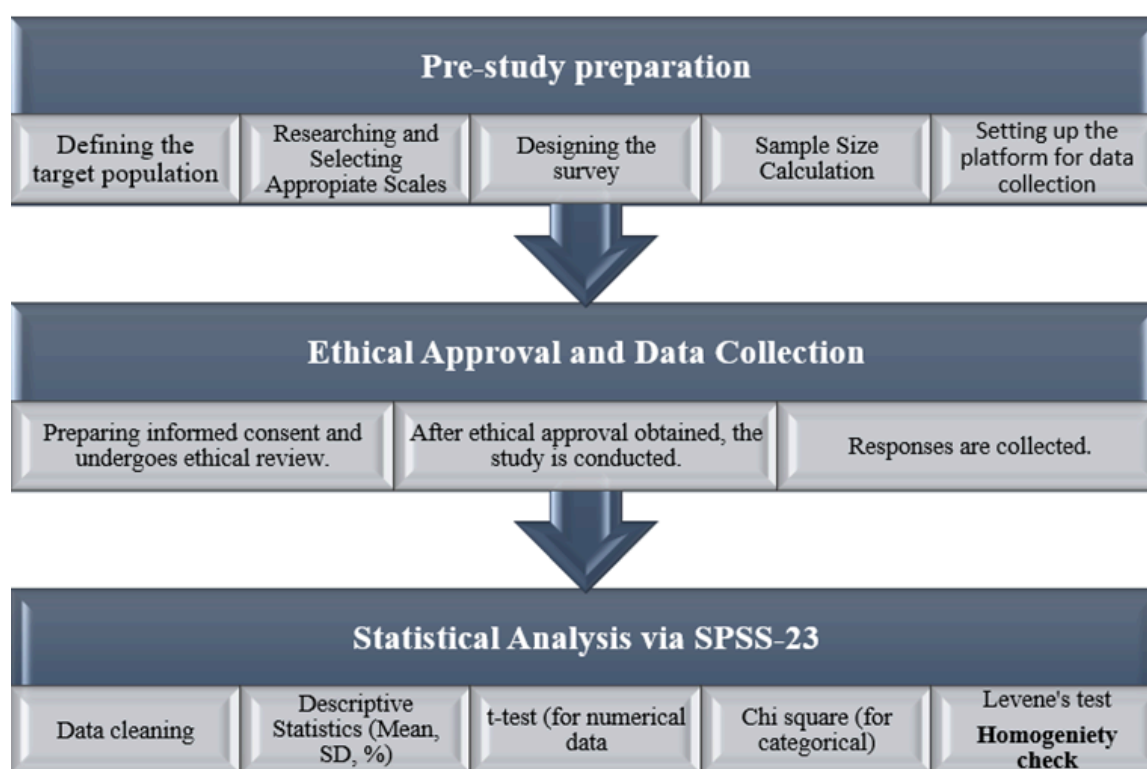 Pre-study preparation
Defining the
target population
Researching and
Selecting
Appropiate Scales
Designing the
survey
Sample Size
Calculation
Setting up the
platform for data
collection
Ethical Approval and Data Collection
Preparing informed consent and
undergoes ethical review.
After ethical approval obtained, the
study is conducted.
Responses are collected.
Statistical Analysis via SPSS-23
Data cleaning
Descriptive
Statistics (Mean,
SD, %)
t-test (for numerical
data
Chi square (for
categorical)
Levene's test
Homogeniety
check